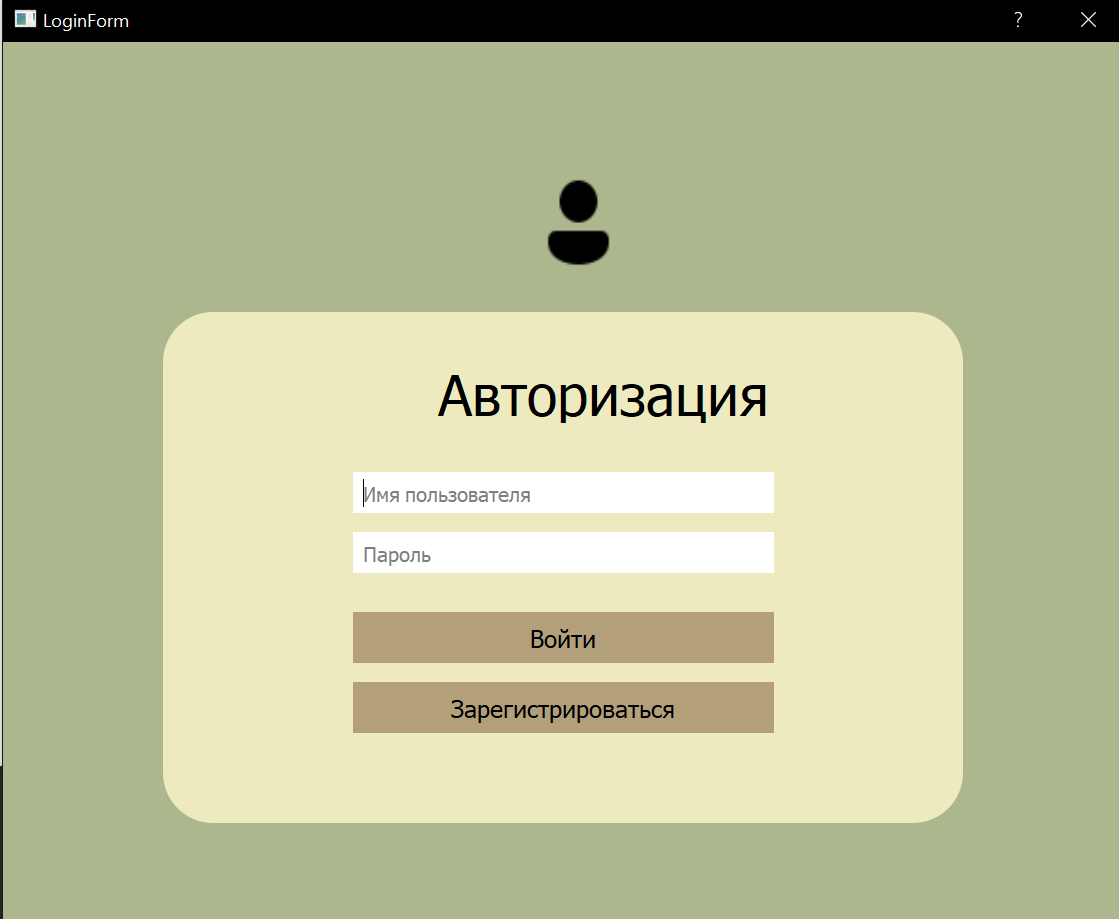 LoginForm
?
Авторизация
Имя пользователя
Пароль
Войти
Зарегистрироваться